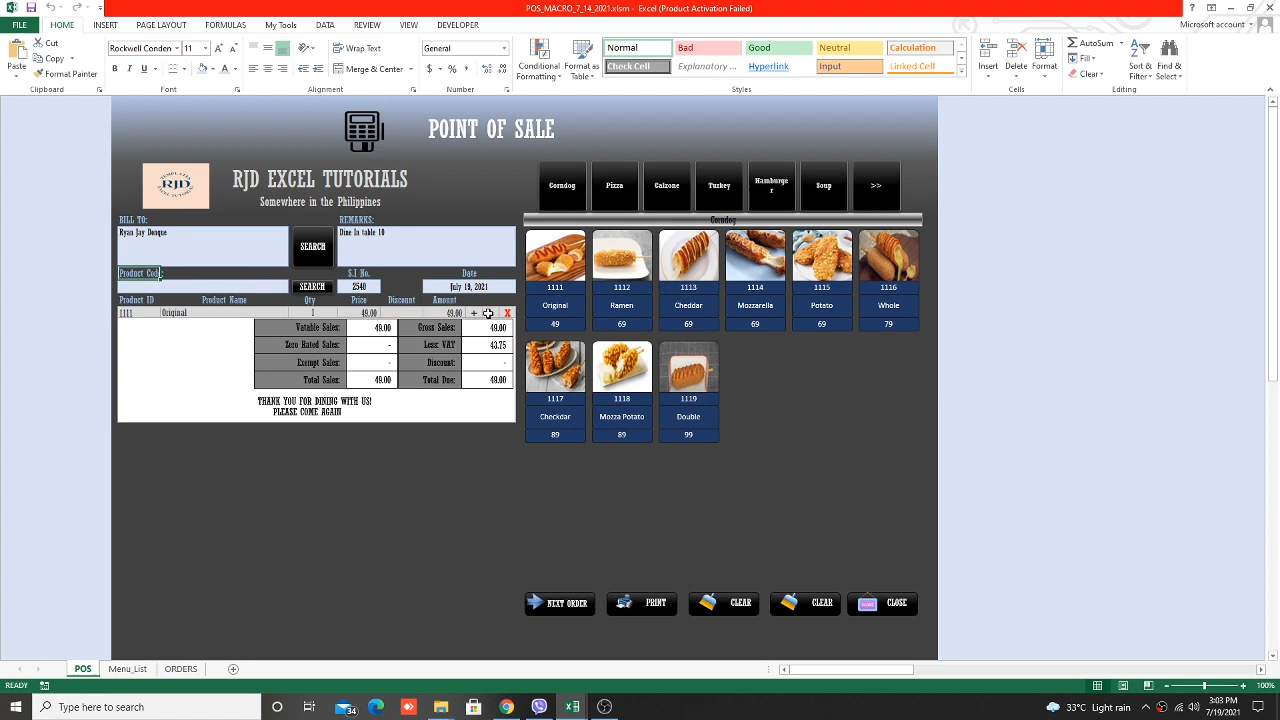 POS_MACRO_7_14_2021.xlsm - Excel (Product Activation Failed)
FILE HOME INSERT PAGE LAYOUT FORMULAS My Tools DATA REVIEW VIEW DEVELOPER Microsoft account
Paste
Cut
Copy
Format Painter
Clipboard
Rockwell Conden 11
Font
Wrap Text
Merge & Center
Alignment
General
Number
Conditional Formatting
Format as Table
Normal Bad Good Neutral Calculation
Check Cell Explanatory ... Hyperlink Input Linked Cell
Styles
Insert Delete Format
Cells
AutoSum
Fill
Clear
Sort & Filter
Find & Select
Editing
POINT OF SALE
RJD
RJD EXCEL TUTORIALS
Somewhere in the Philippines
Corndog Pizza Calzone Turkey Hamburge
r Soup >>
Corndog
BILL TO: REMARKS:
Ryan Jay Donque SEARCH Dine In table 10
Product Code: S.I No. Date
SEARCH 2540 July 19, 2021
Product ID Product Name Qty Price Discount Amount
1111 Original 1 49.00 49.00 + X
Vatable Sales: 49.00 Gross Sales: 49.00
Zero Rated Sales: - Less: VAT 43.75
Exempt Sales: - Discount: -
Total Sales: 49.00 Total Due: 49.00
THANK YOU FOR DINING WITH US!
PLEASE COME AGAIN
1111 1112 1113 1114 1115 1116
Original Ramen Cheddar Mozzarella Potato Whole
49 69 69 69 69 79
1117 1118 1119
Checkdar Mozza Potato Double
89 89 99
NEXT ORDER PRINT CLEAR CLEAR CLOSE
POS Menu_List ORDERS
READY 100%
Type here to search
34
33°C Light rain
3:03 PM
7/19/2021